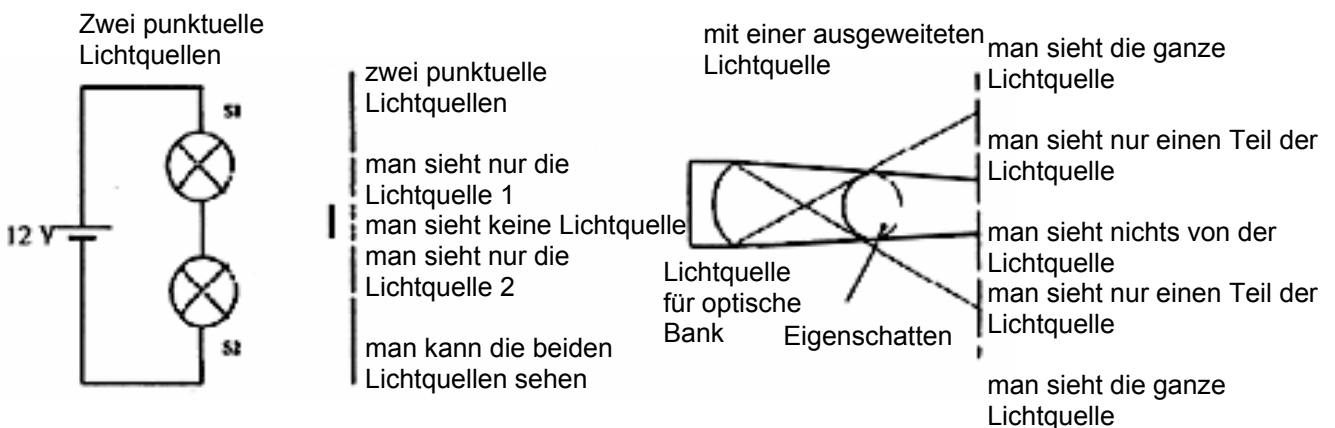 Zwei punktuelle
Lichtquellen
S1
12 V
S2
zwei punktuelle
Lichtquellen
man sieht nur die
Lichtquelle 1
man sieht keine Lichtquelle
man sieht nur die
Lichtquelle 2
man kann die beiden
Lichtquellen sehen
mit einer ausgeweiteten
Lichtquelle
Lichtquelle
für optische
Bank
Eigenschatten
man sieht die ganze
Lichtquelle
man sieht nur einen Teil der
Lichtquelle
man sieht nichts von der
Lichtquelle
man sieht nur einen Teil der
Lichtquelle
man sieht die ganze
Lichtquelle